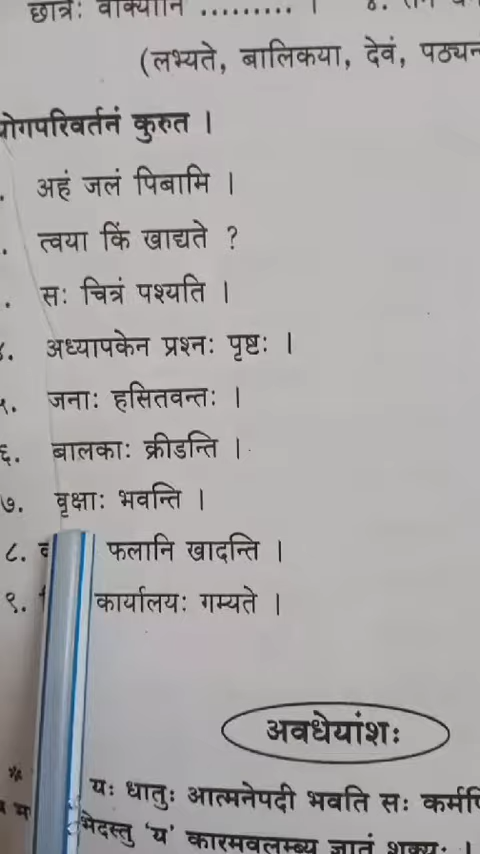 छात्रः वाक्यानि ......... ।
(लभ्यते, बालिकया, देवं, पठ्यन
योगपरिवर्तनं कुरुत ।
अहं जलं पिबामि ।
त्वया किं खाद्यते ?
सः चित्रं पश्यति ।
४. अध्यापकेन प्रश्नः पृष्टः ।
५. जनाः हसितवन्तः ।
६. बालकाः क्रीडन्ति ।
७. वृक्षाः भवन्ति ।
८. फलानि खादन्ति ।
९. कार्यालयः गम्यते ।
अवधेयांशः
* यः धातुः आत्मनेपदी भवति सः कर्मणि
भेदस्तु ‘य’ कारमवलम्ब्य ज्ञातुं शक्यः ।